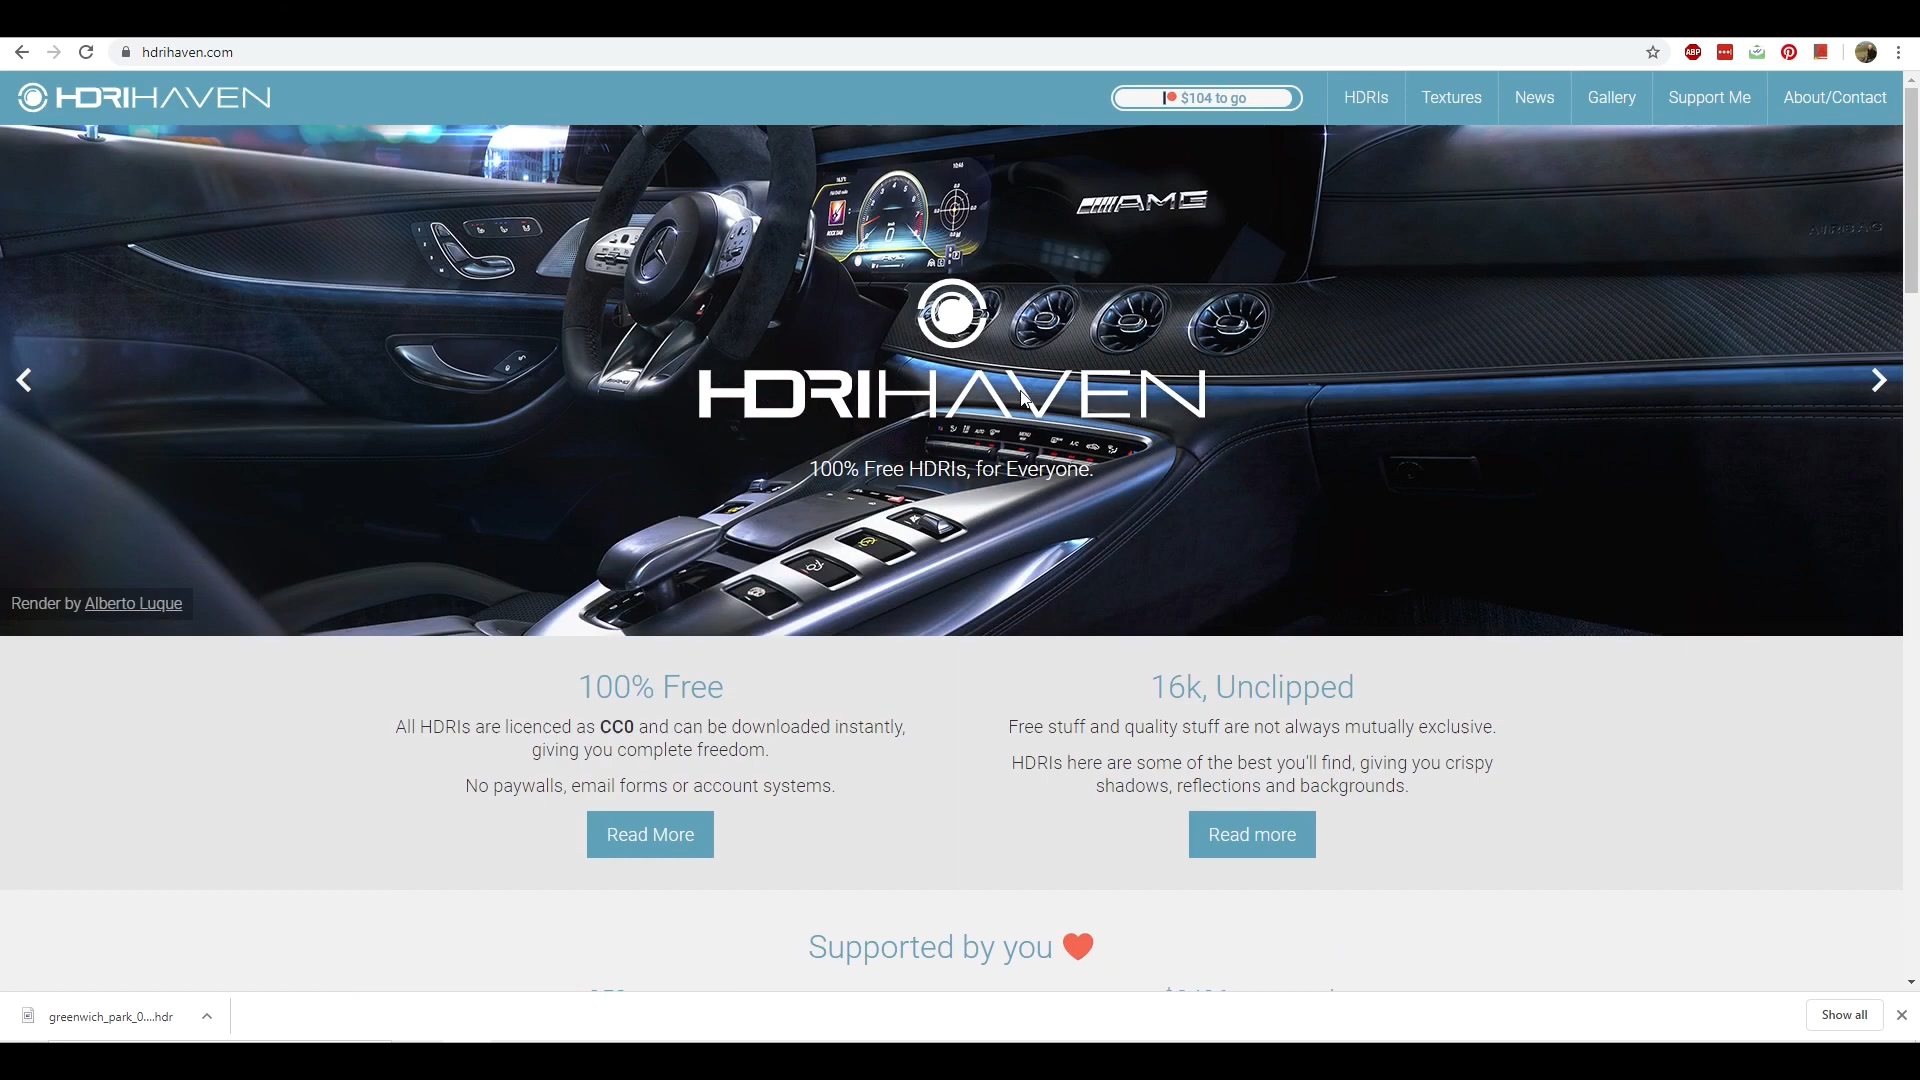 hdrihaven.com
ABP
HDRIHAVEN
$104 to go
HDRIs
Textures
News
Gallery
Support Me
About/Contact
AMG
AIRBAG
HDRIHAVEN
AUTO
MENU
A/C
100% Free HDRIs, for Everyone.
Render by Alberto Luque
100% Free
All HDRIs are licenced as CC0 and can be downloaded instantly,
giving you complete freedom.
No paywalls, email forms or account systems.
Read More
16k, Unclipped
Free stuff and quality stuff are not always mutually exclusive.
HDRIs here are some of the best you'll find, giving you crispy
shadows, reflections and backgrounds.
Read more
Supported by you
greenwich_park_0....hdr
Show all